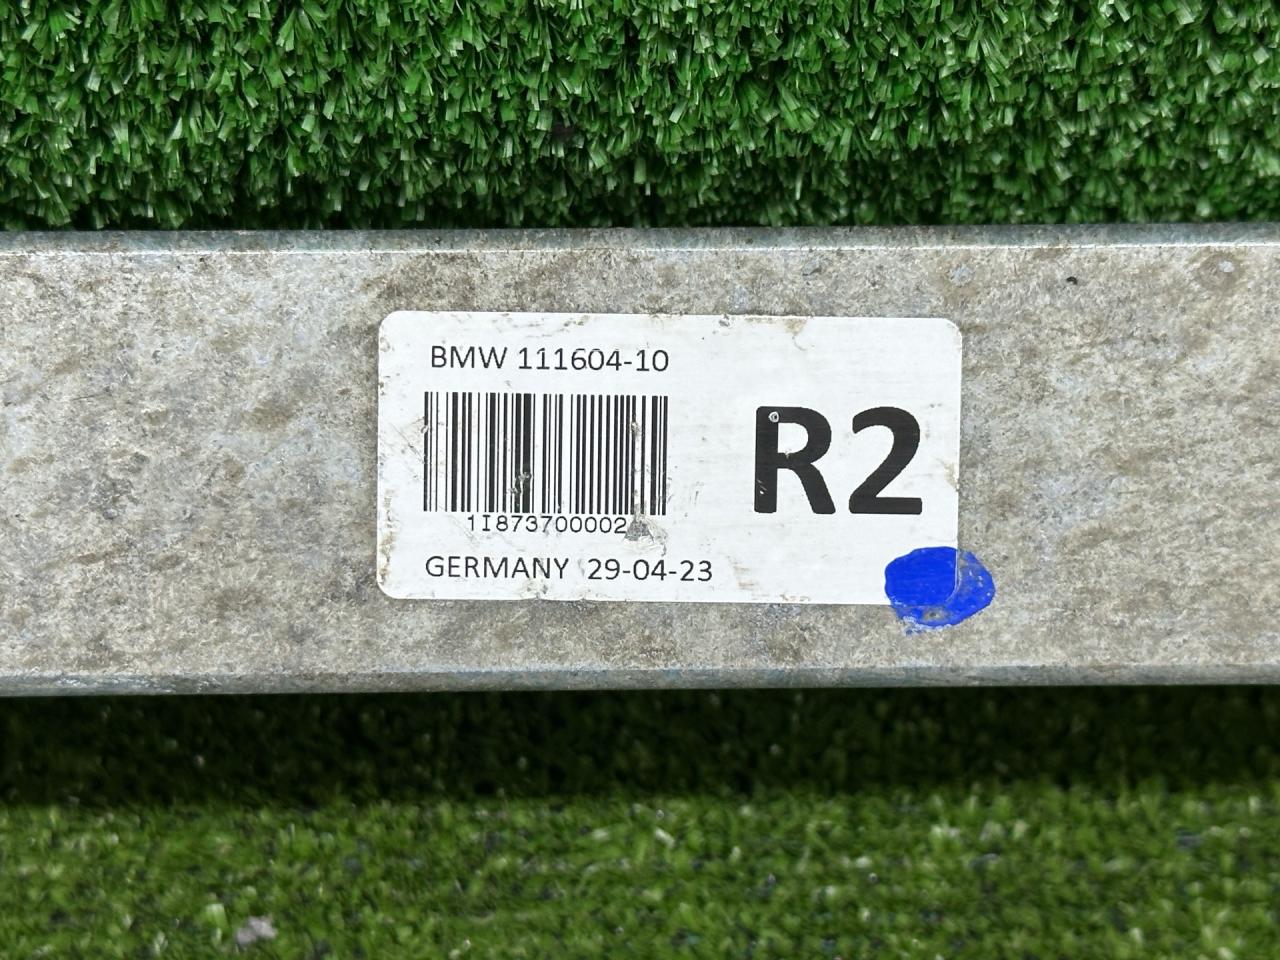 BMW 111604-10
R2
1I873700002
GERMANY 29-04-23